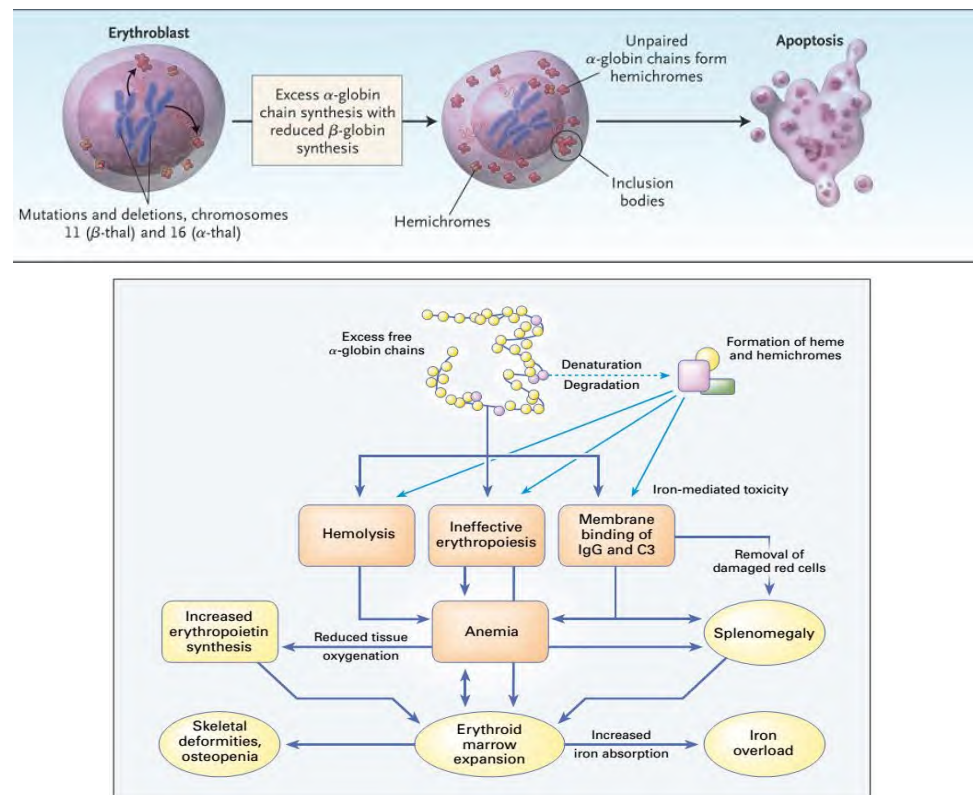 Erythroblast
Mutations and deletions, chromosomes
11 (β-thal) and 16 (α-thal)
Excess α-globin
chain synthesis with
reduced β-globin
synthesis
Unpaired
α-globin chains form
hemichromes
Hemichromes
Inclusion
bodies
Apoptosis
Excess free
α-globin chains
Denaturation
Degradation
Formation of heme
and hemichromes
Iron-mediated toxicity
Hemolysis
Ineffective
erythropoiesis
Membrane
binding of
IgG and C3
Removal of
damaged red cells
Increased
erythropoietin
synthesis
Reduced tissue
oxygenation
Anemia
Splenomegaly
Skeletal
deformities,
osteopenia
Erythroid
marrow
expansion
Increased
iron absorption
Iron
overload